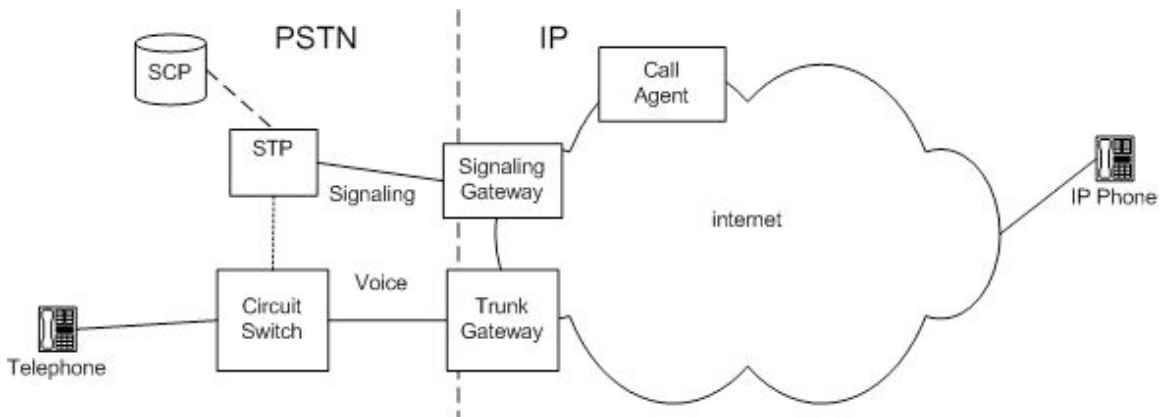 PSTN
IP
SCP
Call
Agent
STP
Signaling
Gateway
Signaling
internet
IP Phone
Voice
Circuit
Switch
Trunk
Gateway
Telephone